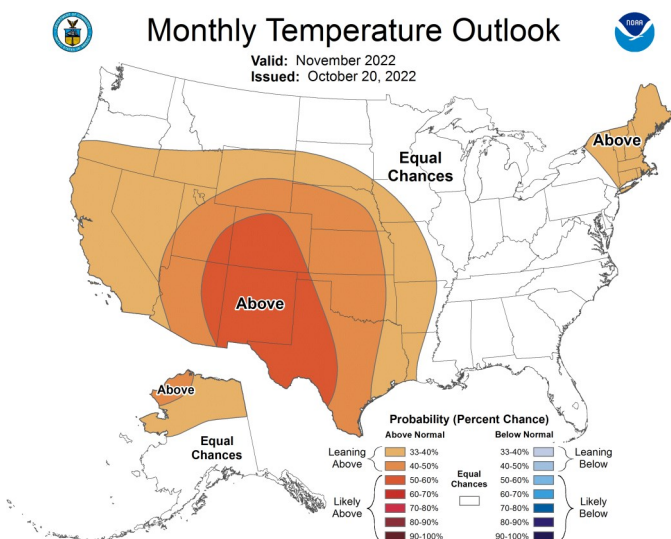 Monthly Temperature Outlook
NOAA
Valid: November 2022
Issued: October 20, 2022
Above
Equal
Chances
Above
Above
Equal
Chances
Probability (Percent Chance)
Above Normal
Below Normal
Leaning
Above
33-40%
40-50%
50-60%
60-70%
70-80%
80-90%
90-100%
Likely
Above
Equal
Chances
33-40%
40-50%
50-60%
60-70%
70-80%
80-90%
90-100%
Leaning
Below
Likely
Below